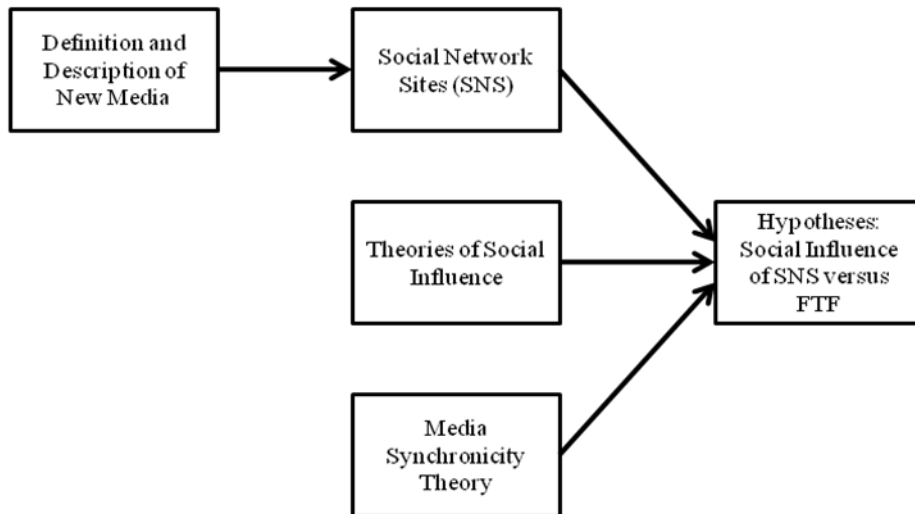 Definition and
Description of
New Media
Social Network
Sites (SNS)
Theories of Social
Influence
Hypotheses:
Social Influence
of SNS versus
FTF
Media
Synchronicity
Theory